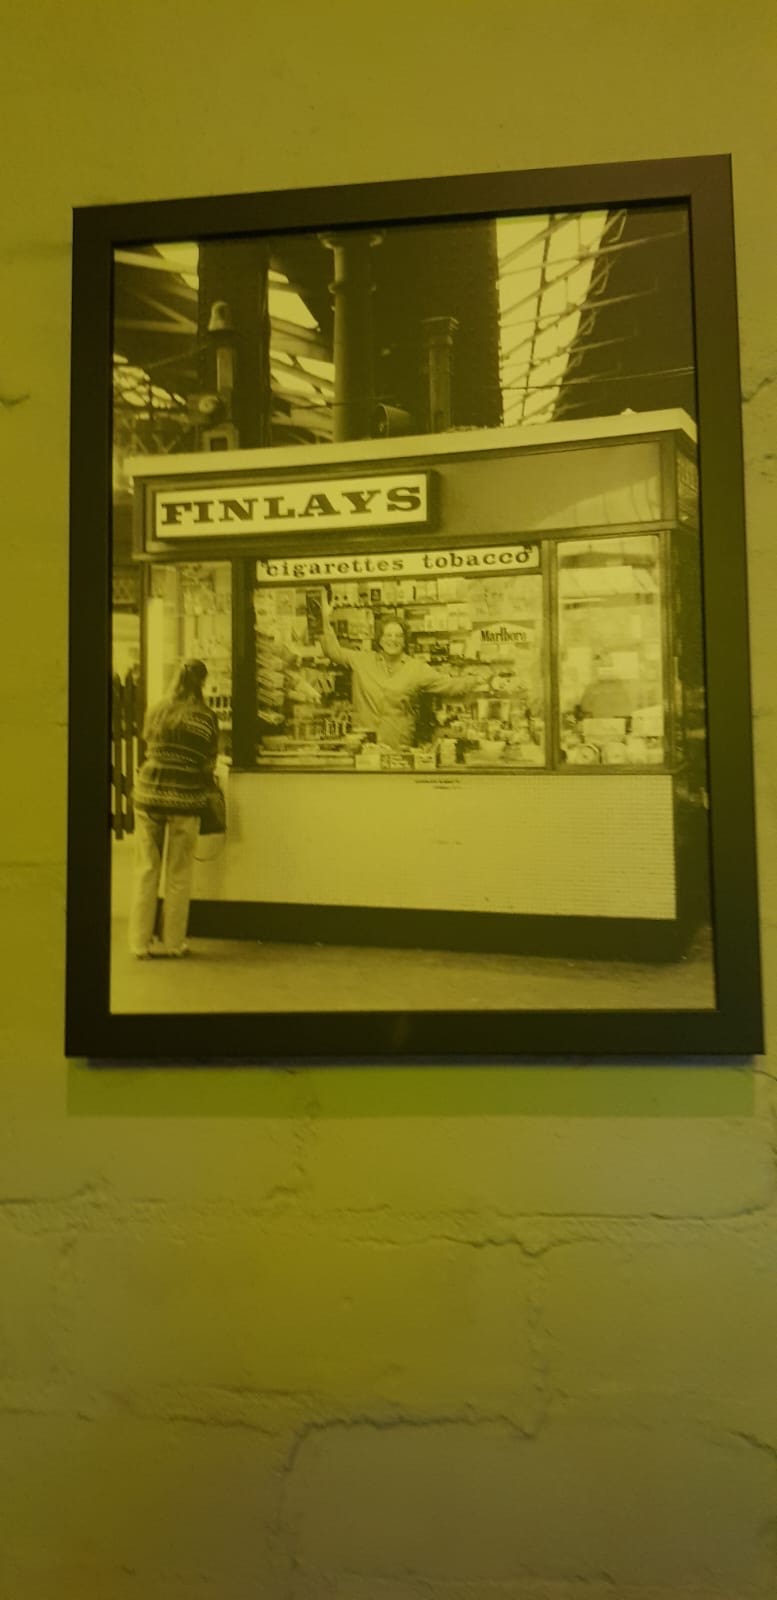 FINLAYS
"cigarettes tobacco"
Marlboro